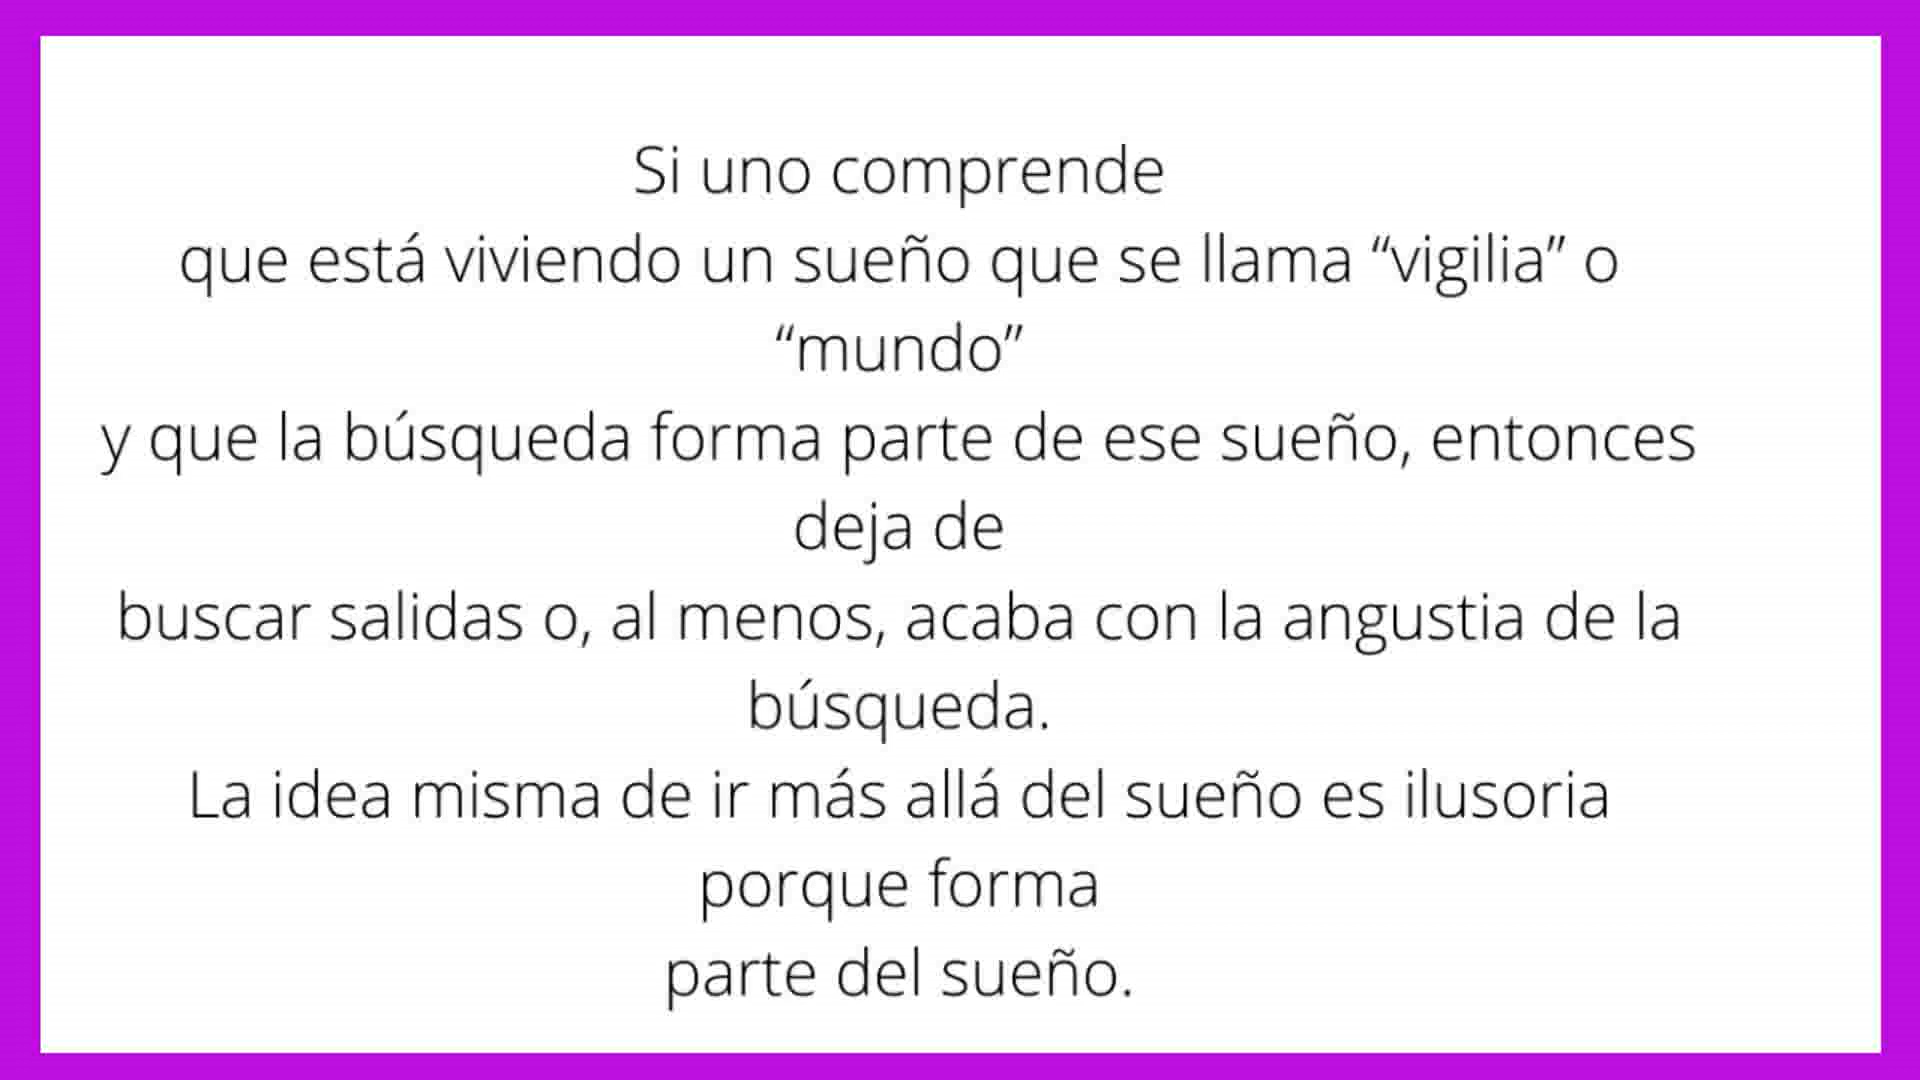 Si uno comprende
que está viviendo un sueño que se llama “vigilia” o
“mundo”
y que la búsqueda forma parte de ese sueño, entonces
deja de
buscar salidas o, al menos, acaba con la angustia de la
búsqueda.
La idea misma de ir más allá del sueño es ilusoria
porque forma
parte del sueño.